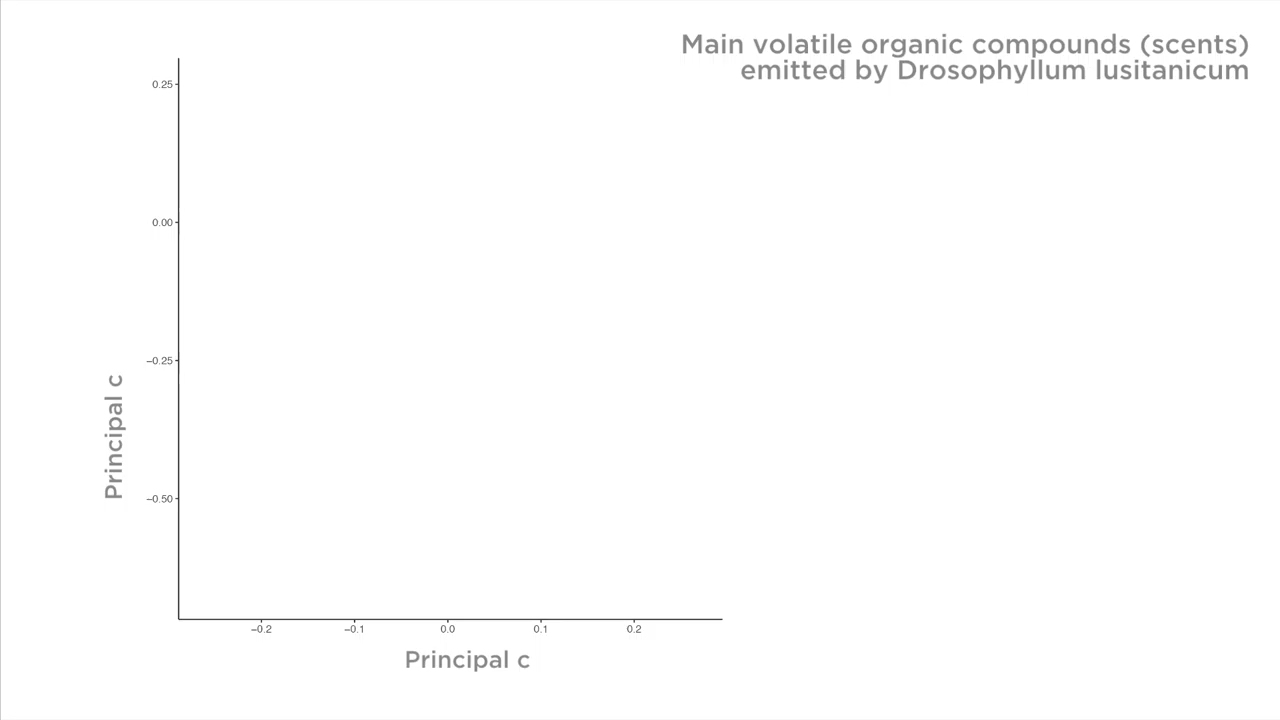 Main volatile organic compounds (scents)
emitted by Drosophyllum lusitanicum
0.25
0.00
−0.25
−0.50
Principal c
−0.2
−0.1
0.0
0.1
0.2
Principal c